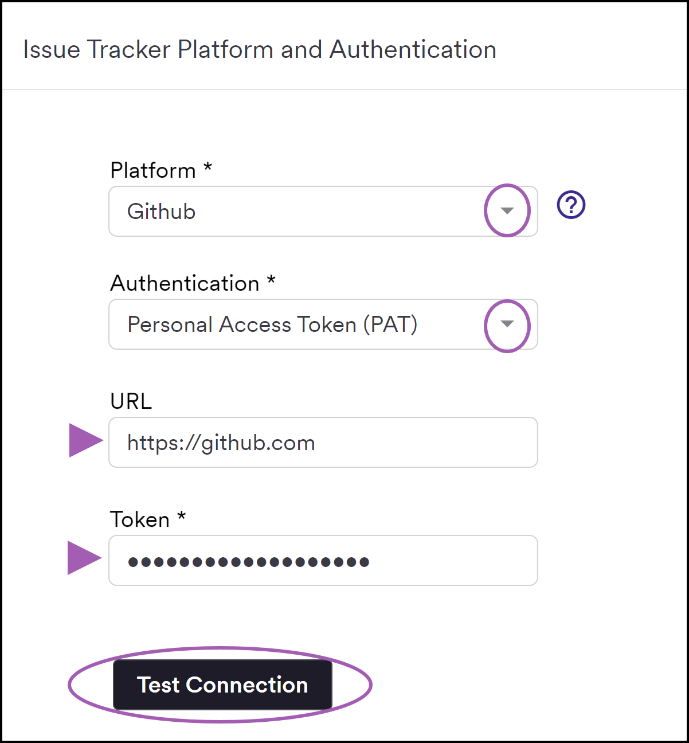 Issue Tracker Platform and Authentication
Platform *
Github
?
Authentication *
Personal Access Token (PAT)
URL
https://github.com
Token *
●●●●●●●●●●●●●●●●●●●
Test Connection